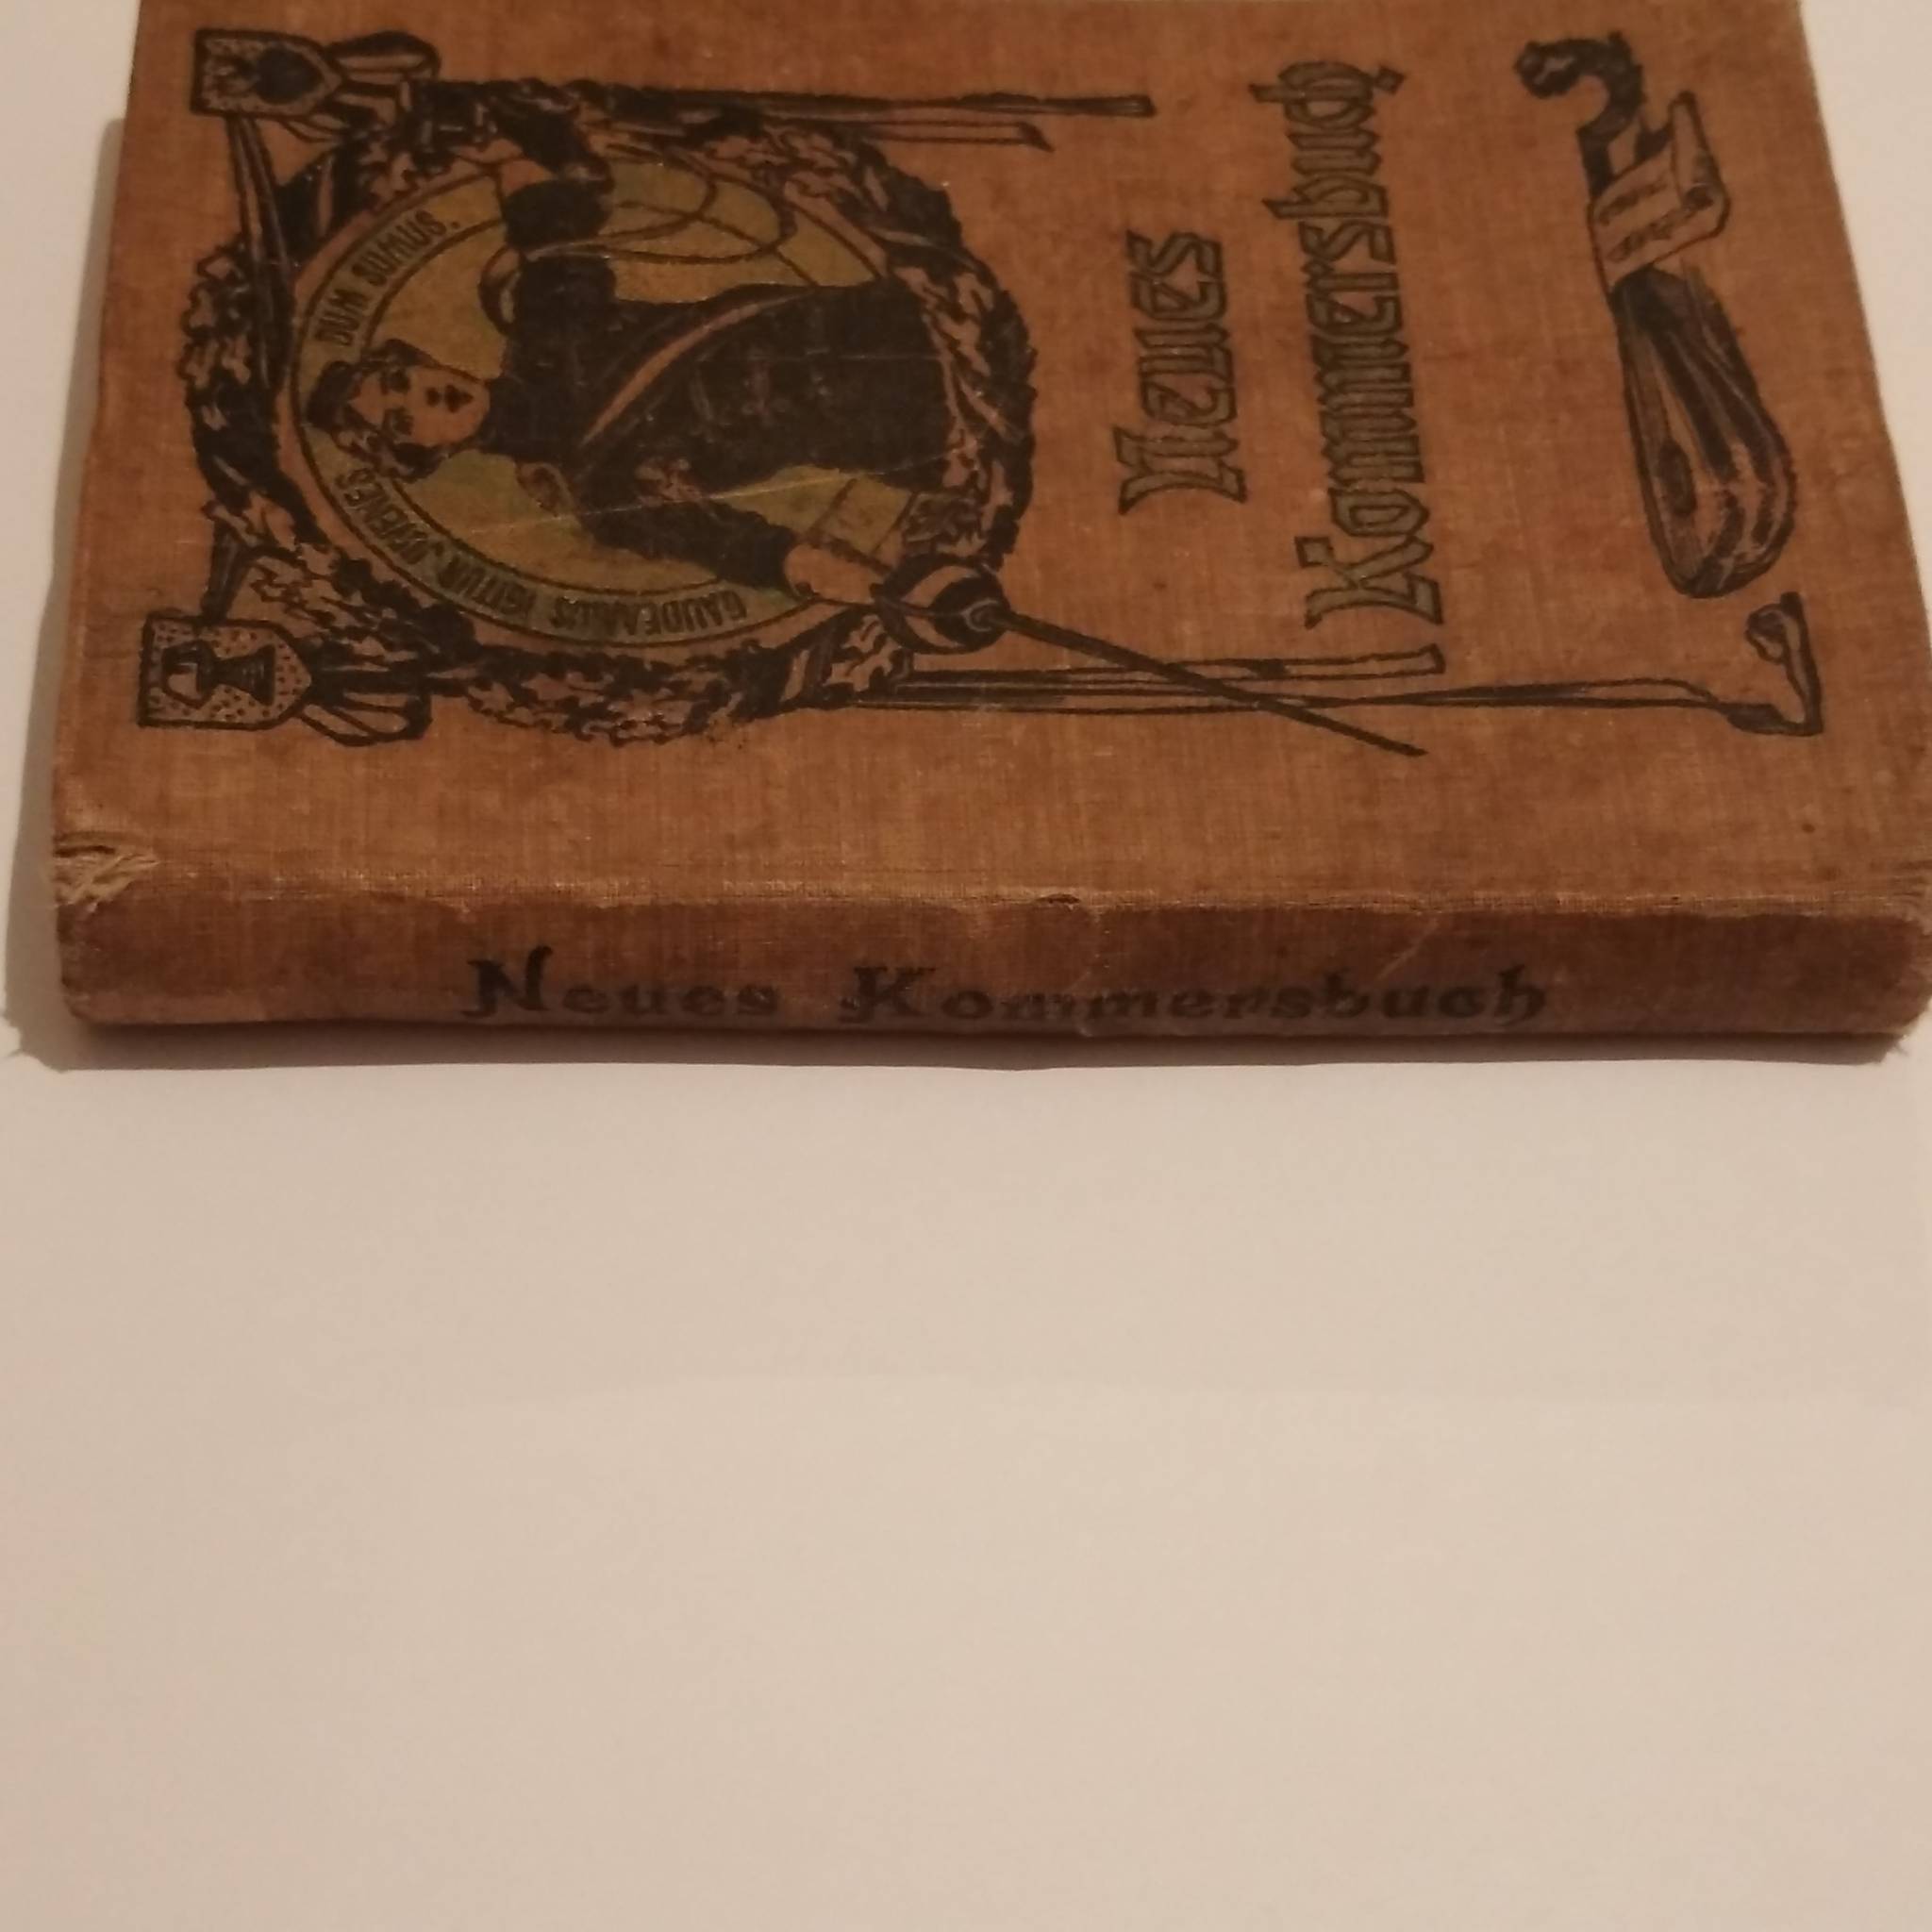 GAUDEAMUS IGITUR, JUVENES
DUM SUMUS.
Neues
Kommersbuch
Neues Kommersbuch